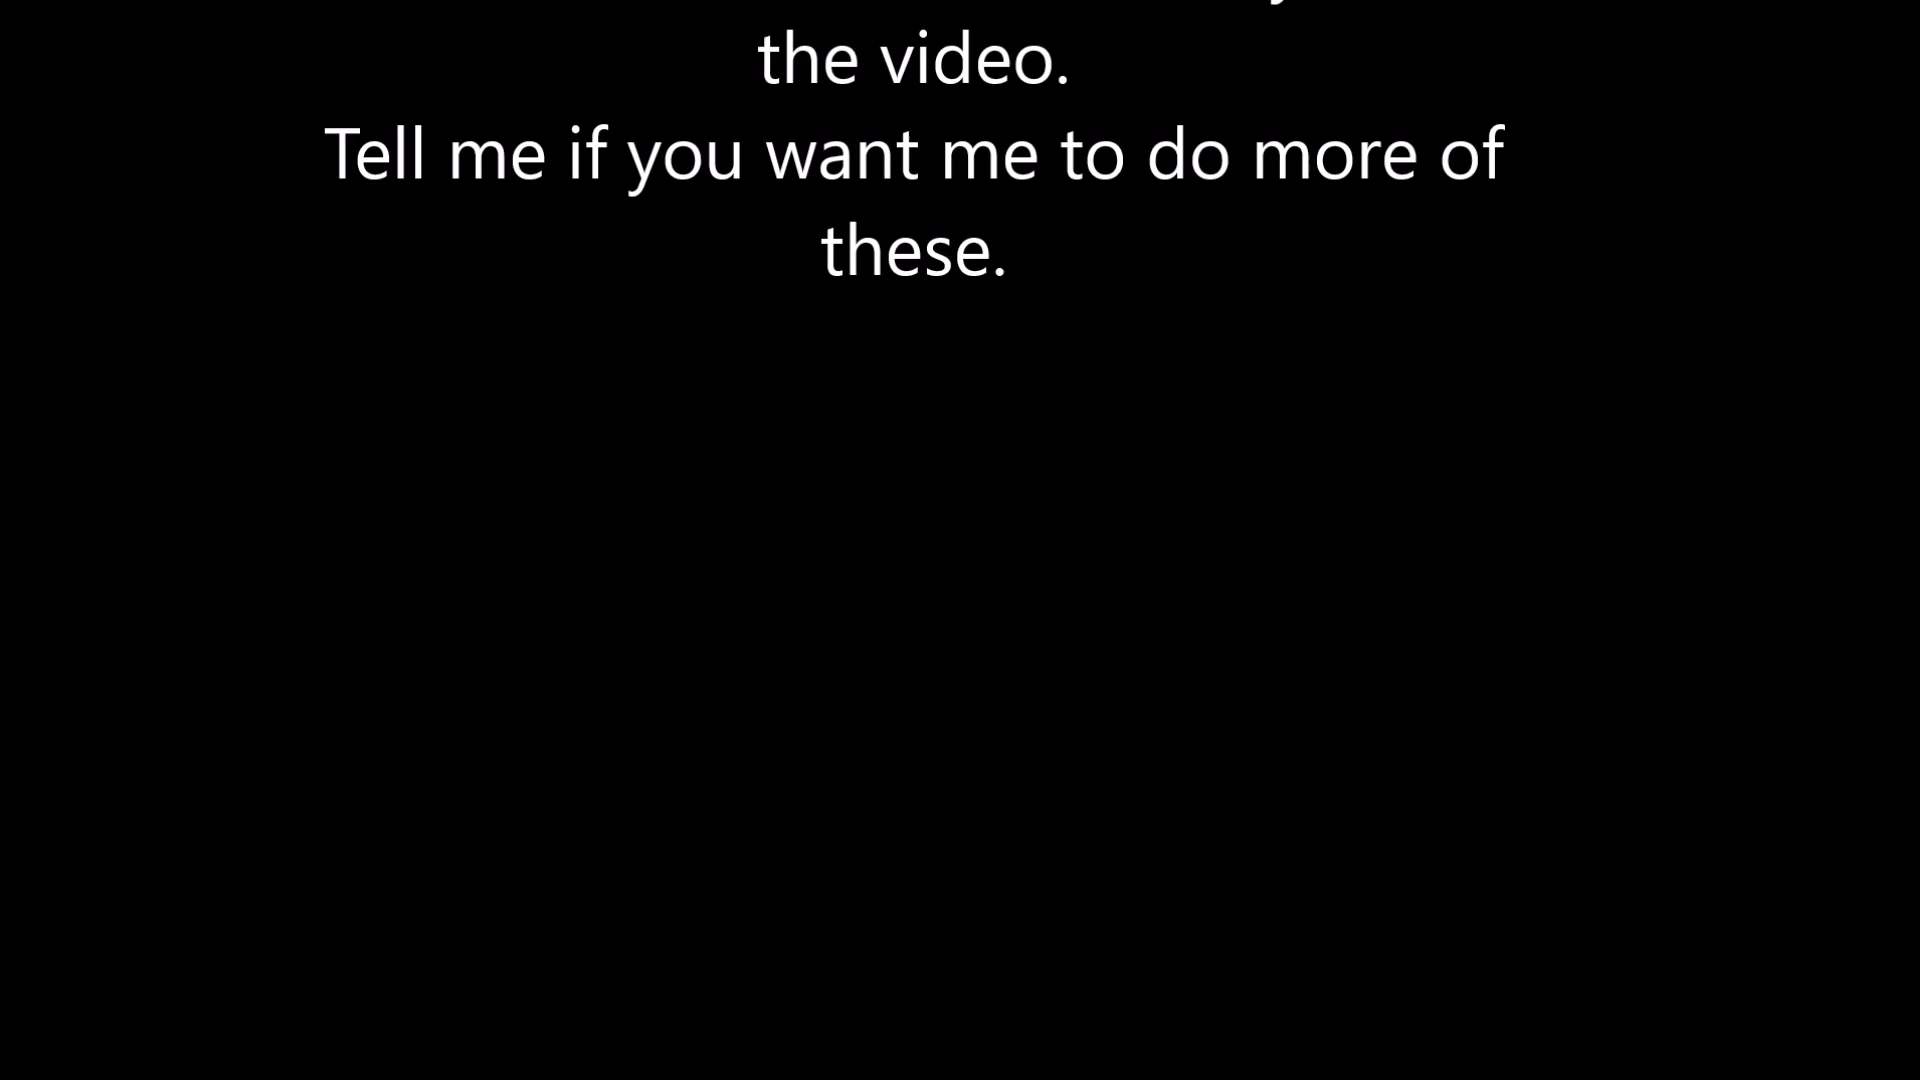 the video.
Tell me if you want me to do more of
these.